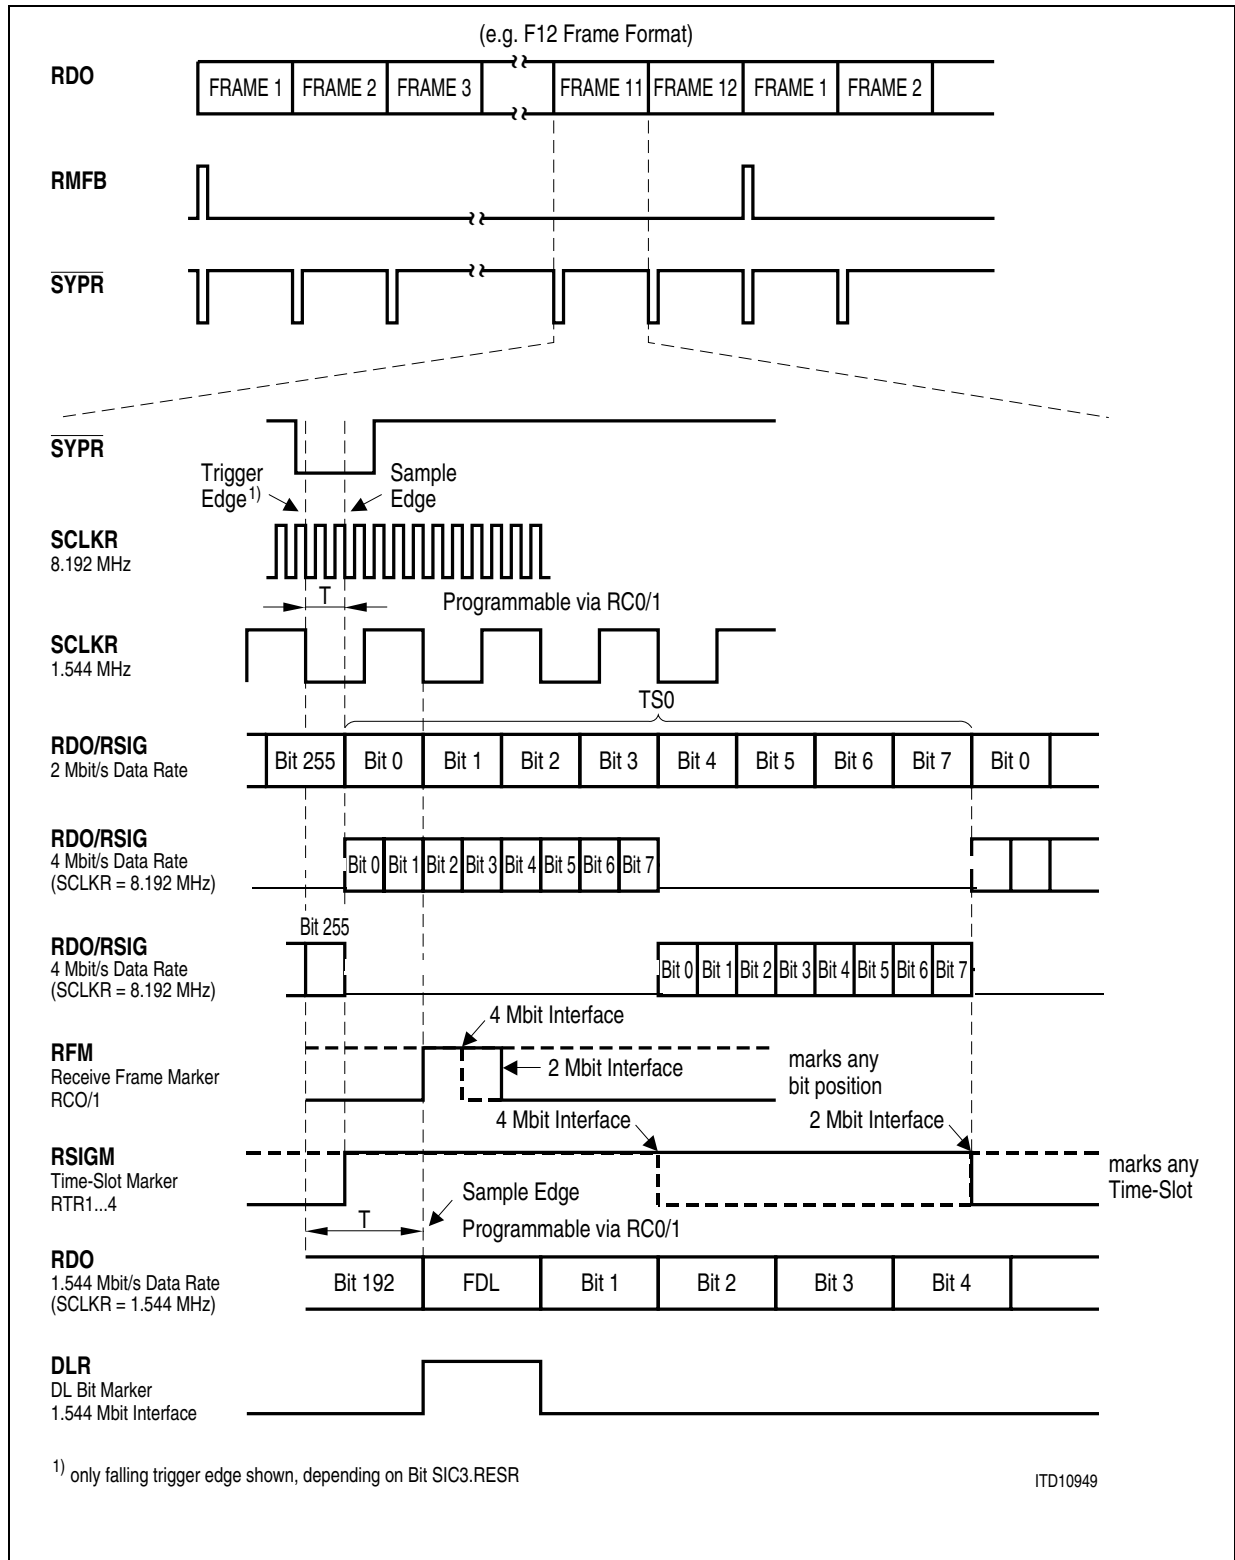 (e.g. F12 Frame Format)
RDO
FRAME 1 FRAME 2 FRAME 3 FRAME 11 FRAME 12 FRAME 1 FRAME 2
RMFB
SYPR
SYPR
Trigger
Edge 1)
Sample
Edge
SCLKR
8.192 MHz
T
Programmable via RC0/1
SCLKR
1.544 MHz
TS0
RDO/RSIG
2 Mbit/s Data Rate
Bit 255 Bit 0 Bit 1 Bit 2 Bit 3 Bit 4 Bit 5 Bit 6 Bit 7 Bit 0
RDO/RSIG
4 Mbit/s Data Rate
(SCLKR = 8.192 MHz)
Bit 0 Bit 1 Bit 2 Bit 3 Bit 4 Bit 5 Bit 6 Bit 7
Bit 255
RDO/RSIG
4 Mbit/s Data Rate
(SCLKR = 8.192 MHz)
Bit 0 Bit 1 Bit 2 Bit 3 Bit 4 Bit 5 Bit 6 Bit 7
4 Mbit Interface
RFM
Receive Frame Marker
RCO/1
2 Mbit Interface
marks any
bit position
4 Mbit Interface
2 Mbit Interface
RSIGM
Time-Slot Marker
RTR1...4
marks any
Time-Slot
T
Sample Edge
Programmable via RC0/1
RDO
1.544 Mbit/s Data Rate
(SCLKR = 1.544 MHz)
Bit 192 FDL Bit 1 Bit 2 Bit 3 Bit 4
DLR
DL Bit Marker
1.544 Mbit Interface
1) only falling trigger edge shown, depending on Bit SIC3.RESR
ITD10949